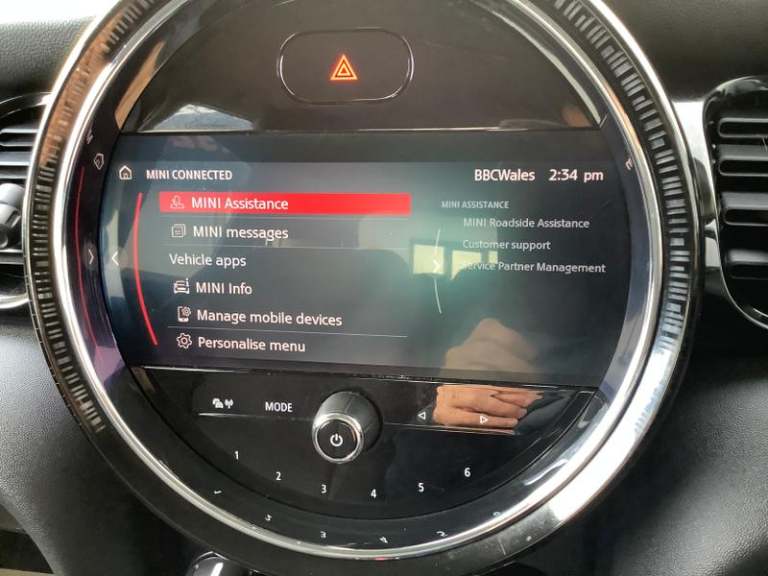 MINI CONNECTED
BBCWales 2:34 pm
MINI Assistance
MINI messages
Vehicle apps
MINI Info
Manage mobile devices
Personalise menu
MINI ASSISTANCE
MINI Roadside Assistance
Customer support
Service Partner Management
MODE
1 2 3 4 5 6